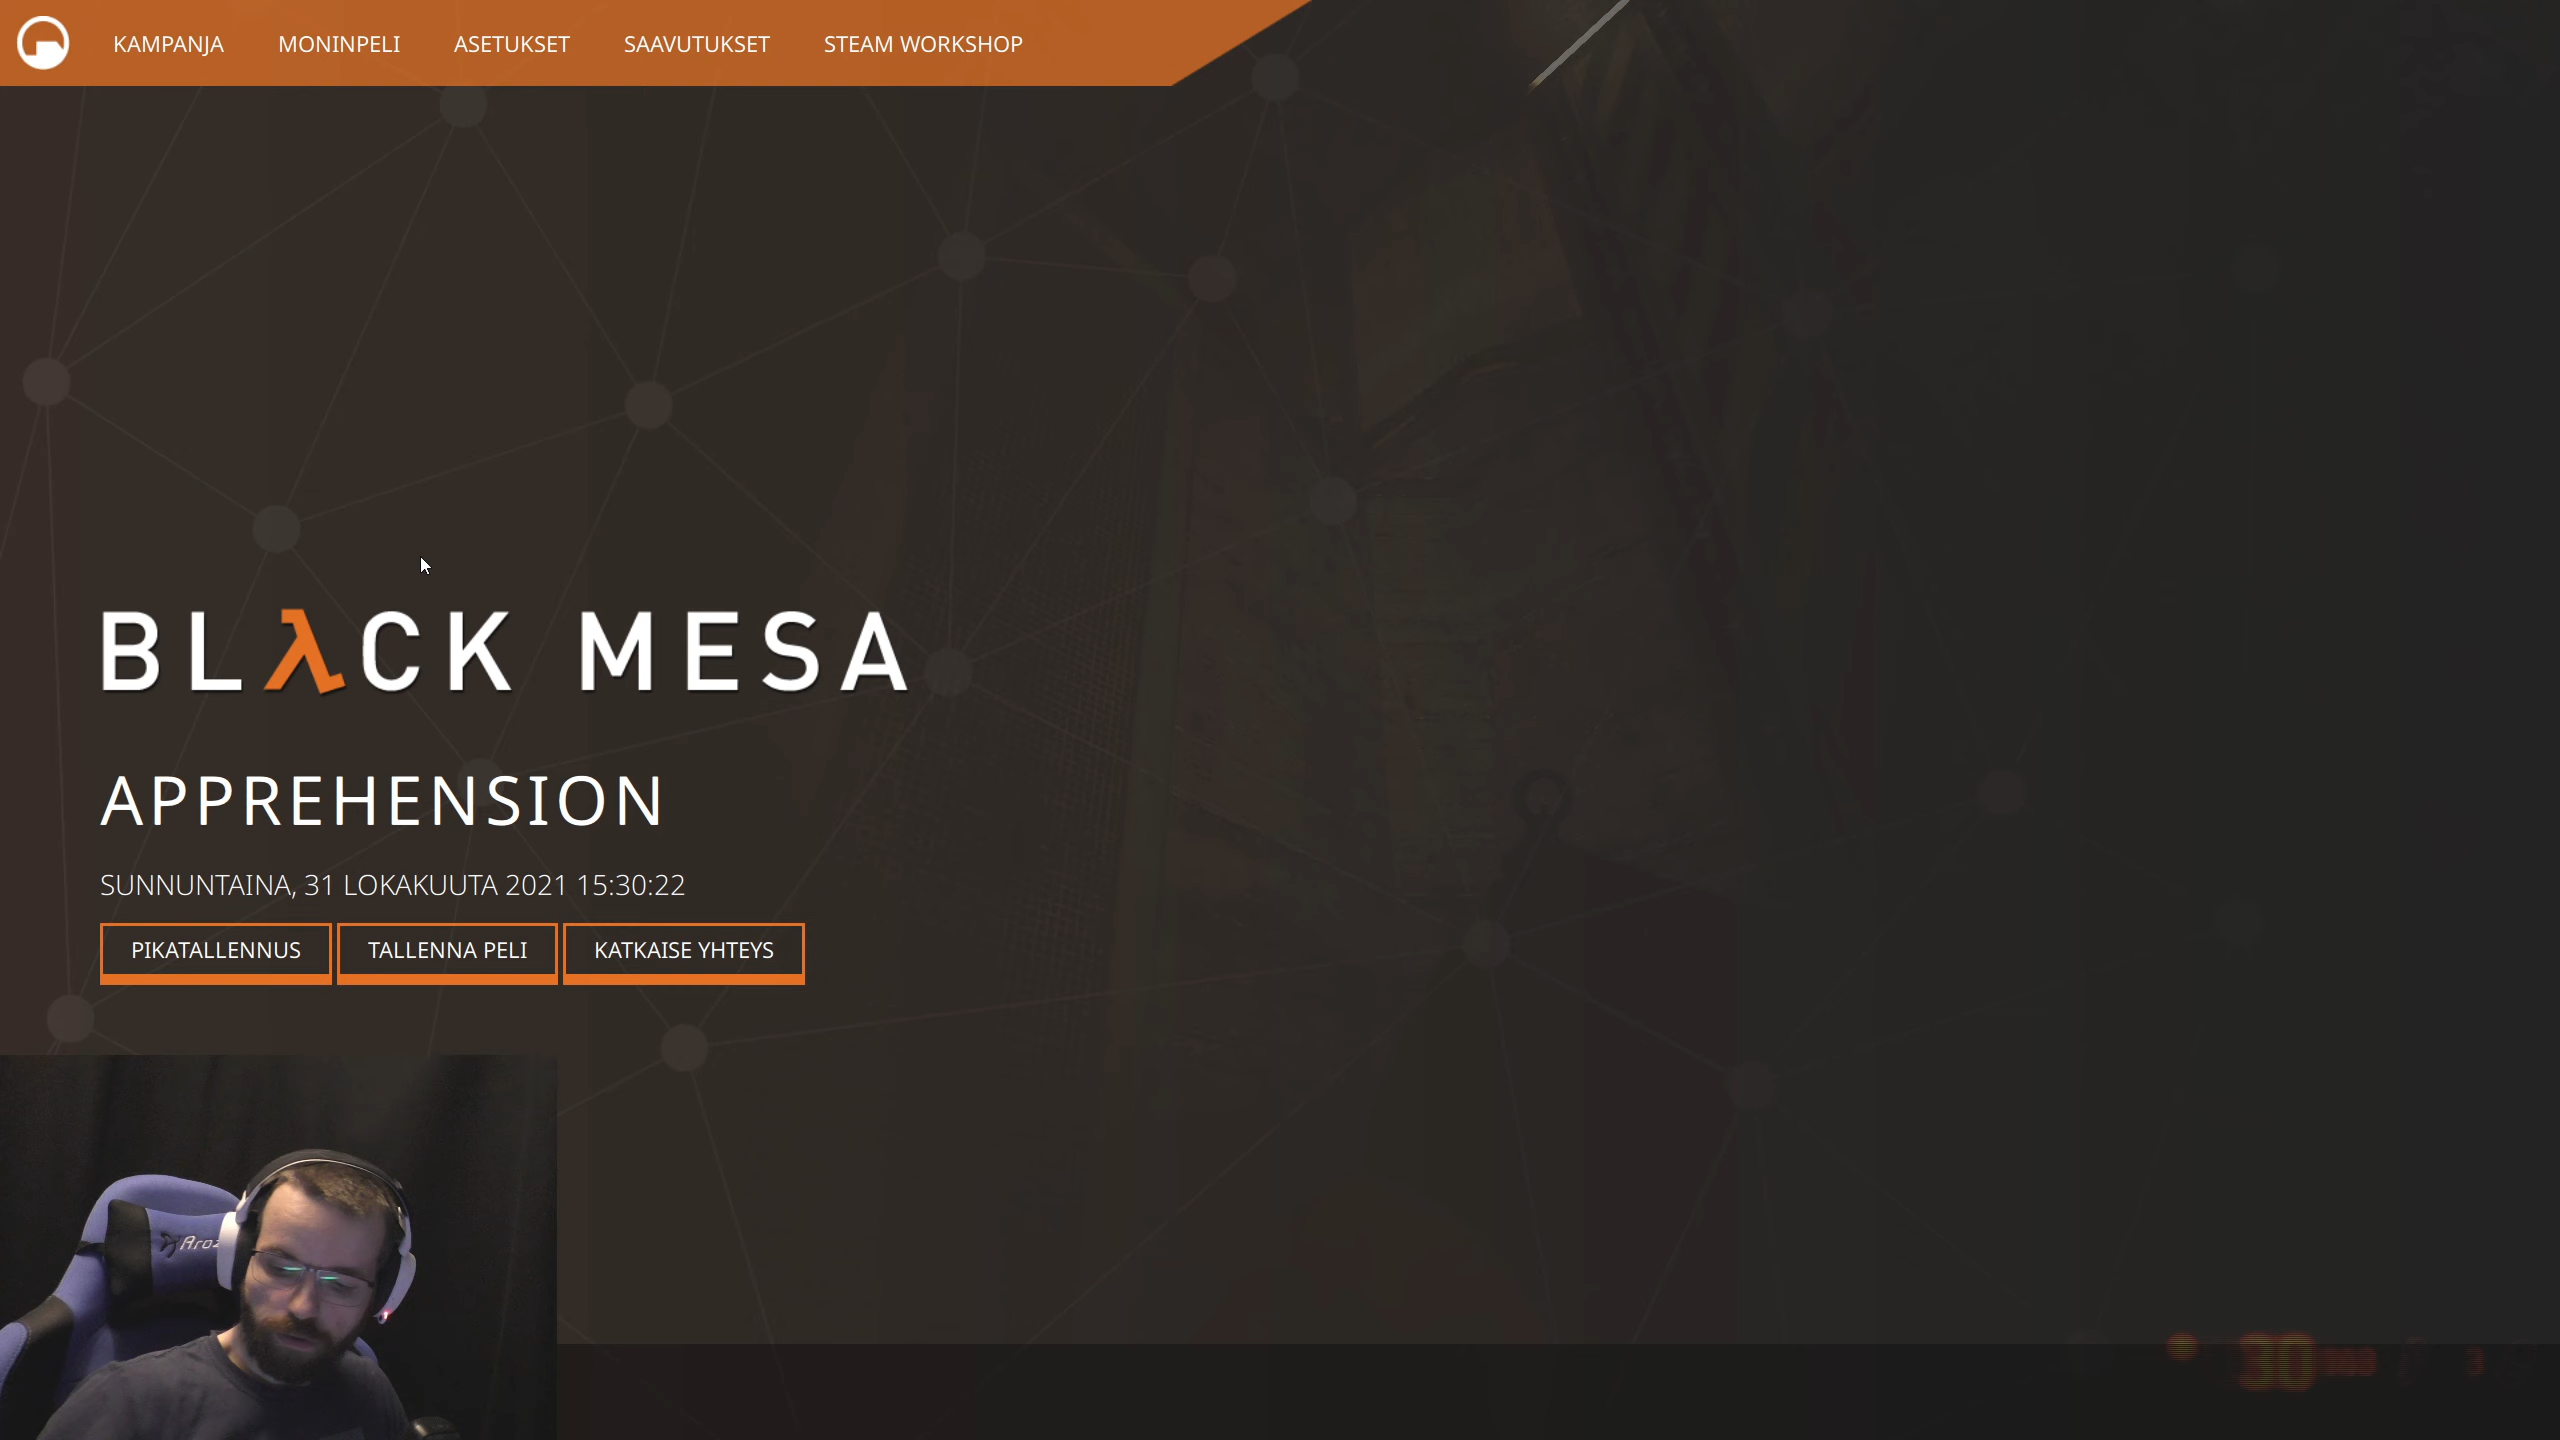 KAMPANJA MONINPELI ASETUKSET SAAVUTUKSET STEAM WORKSHOP
BLλCK MESA
APPREHENSION
SUNNUNTAINA, 31 LOKAKUUTA 2021 15:30:22
PIKATALLENNUS TALLENNA PELI KATKAISE YHTEYS
30